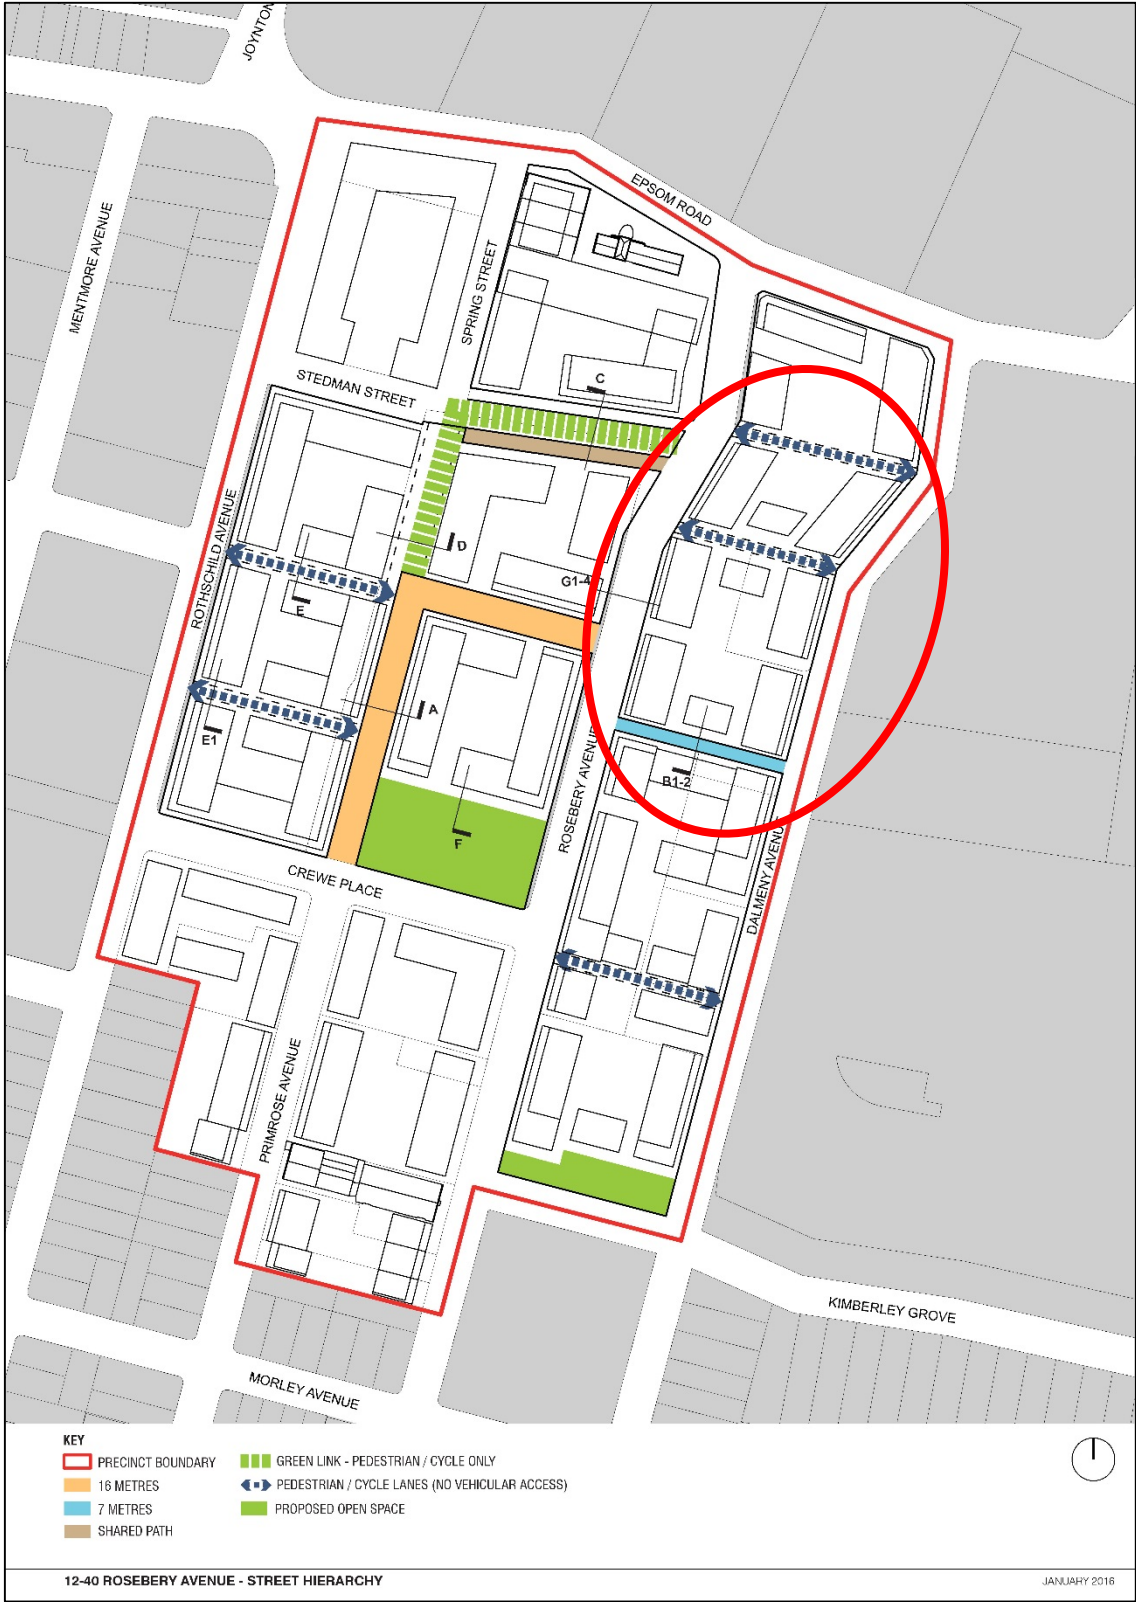 JOYNTON
EPSOM ROAD
MENTMORE AVENUE
SPRING STREET
STEDMAN STREET
C
ROTHSCHILD AVENUE
D
G1-4
E
A
E1
B1-2
ROSEBERY AVENUE
F
CREWE PLACE
DALMENY AVENUE
PRIMROSE AVENUE
KIMBERLEY GROVE
MORLEY AVENUE
KEY
PRECINCT BOUNDARY
16 METRES
7 METRES
SHARED PATH
GREEN LINK - PEDESTRIAN / CYCLE ONLY
PEDESTRIAN / CYCLE LANES (NO VEHICULAR ACCESS)
PROPOSED OPEN SPACE
12-40 ROSEBERY AVENUE - STREET HIERARCHY
JANUARY 2016